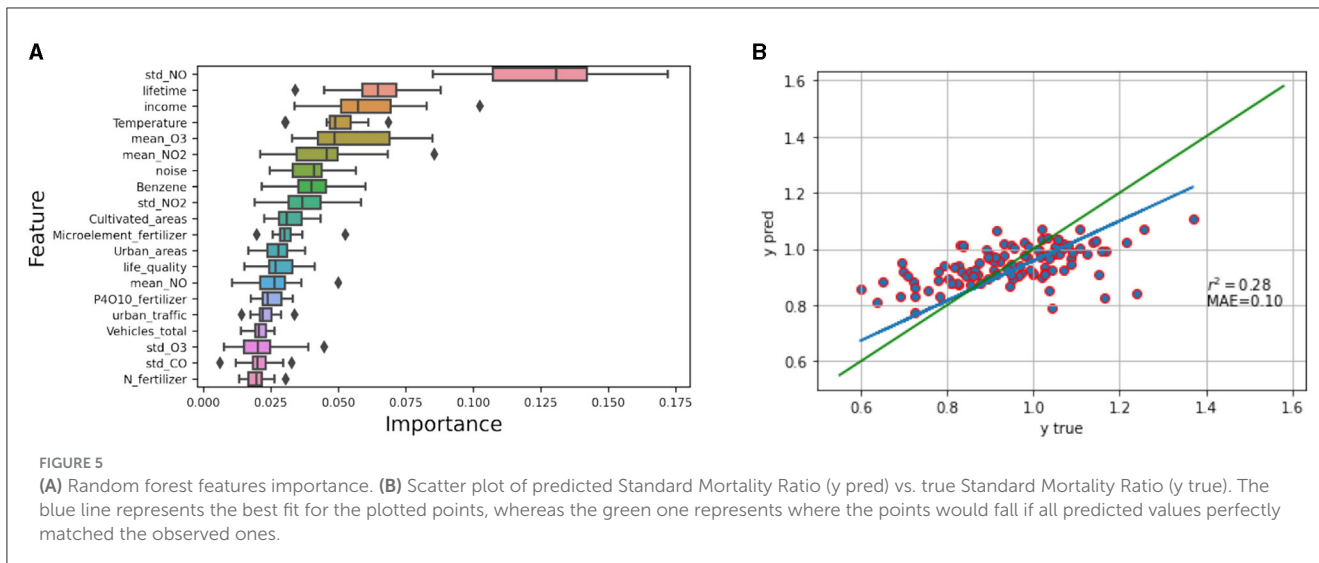 A
Feature
std_NO
lifetime
income
Temperature
mean_O3
mean_NO2
noise
Benzene
std_NO2
Cultivated_areas
Microelement_fertilizer
Urban_areas
life_quality
mean_NO
P4O10_fertilizer
urban_traffic
Vehicles_total
std_O3
std_CO
N_fertilizer
0.000 0.025 0.050 0.075 0.100 0.125 0.150 0.175
Importance
B
y pred
1.6
1.4
1.2
1.0
0.8
0.6
r² = 0.28
MAE=0.10
0.6 0.8 1.0 1.2 1.4 1.6
y true
FIGURE 5
(A) Random forest features importance. (B) Scatter plot of predicted Standard Mortality Ratio (y pred) vs. true Standard Mortality Ratio (y true). The
blue line represents the best fit for the plotted points, whereas the green one represents where the points would fall if all predicted values perfectly
matched the observed ones.